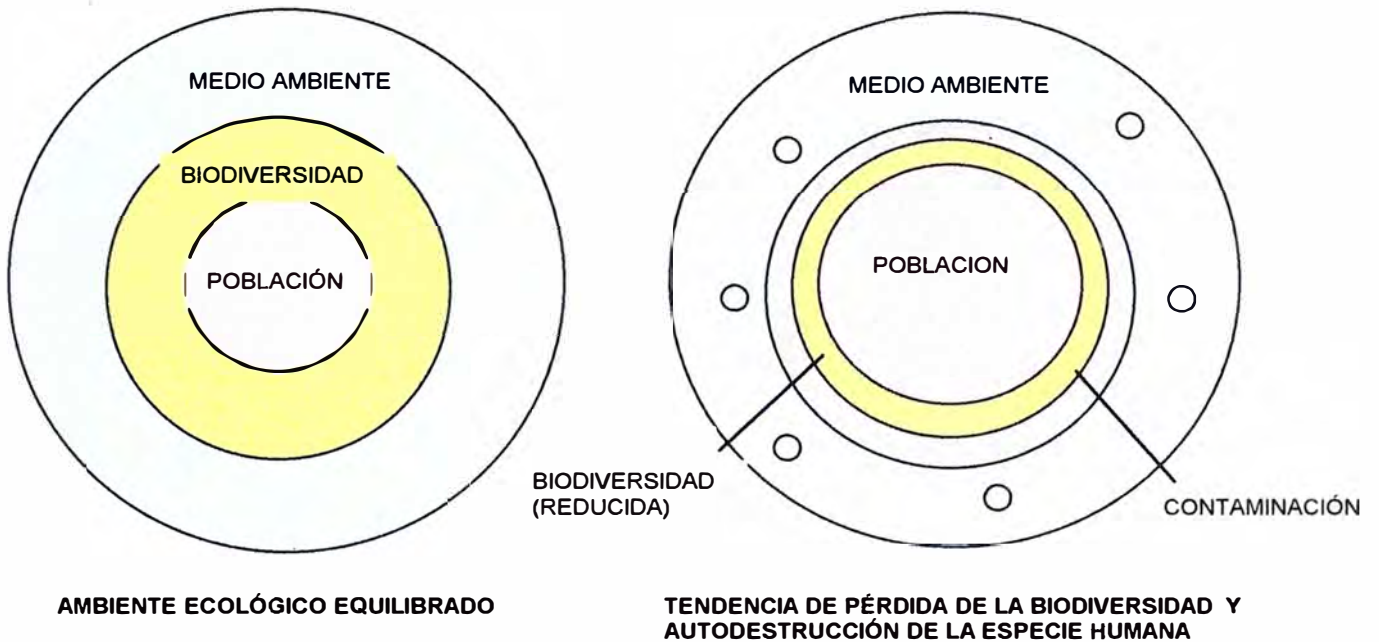 MEDIO AMBIENTE
BIODIVERSIDAD
POBLACIÓN
AMBIENTE ECOLÓGICO EQUILIBRADO
MEDIO AMBIENTE
POBLACION
BIODIVERSIDAD
(REDUCIDA)
CONTAMINACIÓN
TENDENCIA DE PÉRDIDA DE LA BIODIVERSIDAD Y
AUTODESTRUCCIÓN DE LA ESPECIE HUMANA